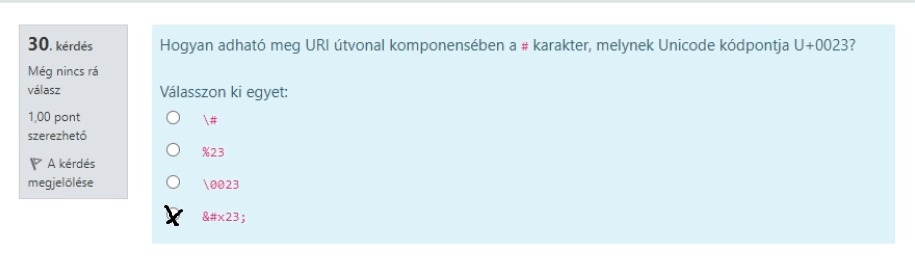 30. kérdés
Még nincs rá
válasz
1,00 pont
szerezhető
A kérdés
megjelölése
Hogyan adható meg URI útvonal komponensében a # karakter, melynek Unicode kódpontja U+0023?
Válasszon ki egyet:
\#
%23
\0023
&#x23;